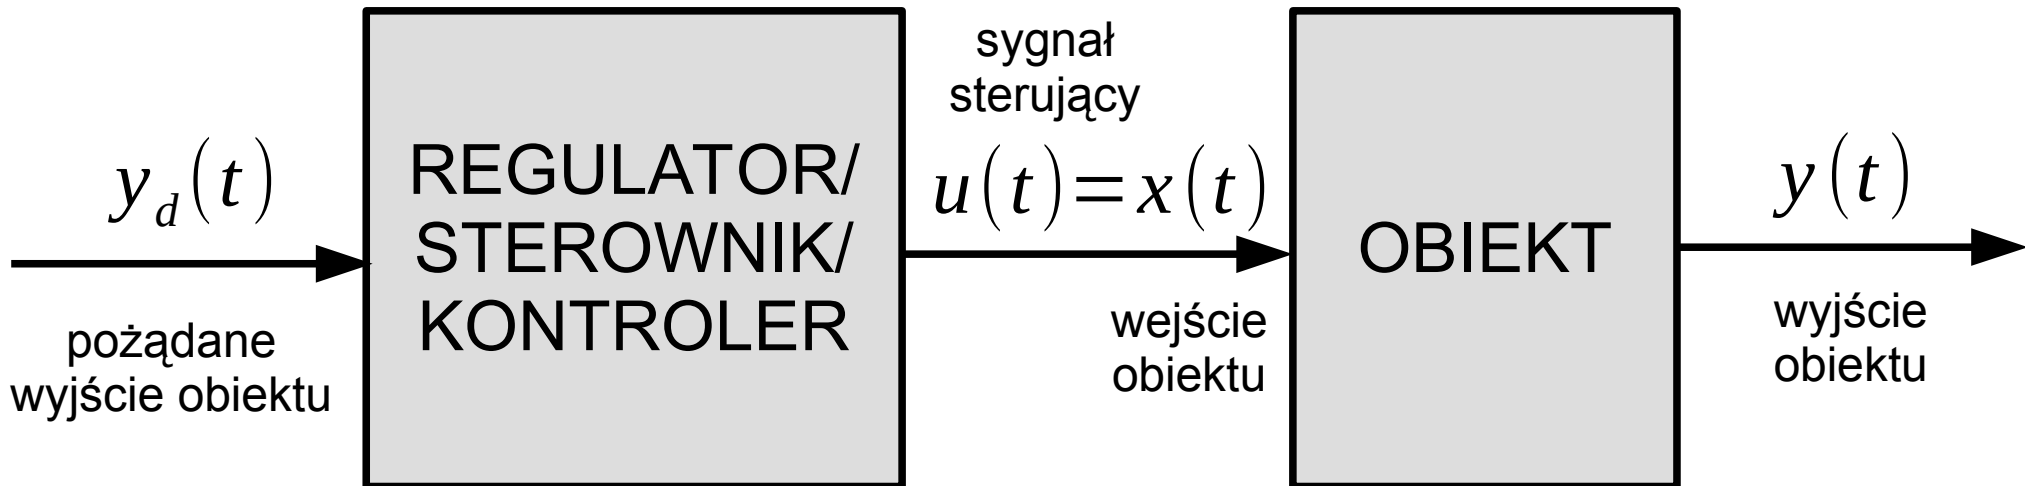 y_d(t)
pożądane
wyjście obiektu
REGULATOR/
STEROWNIK/
KONTROLER
sygnał
sterujący
u(t)=x(t)
wejście
obiektu
OBIEKT
y(t)
wyjście
obiektu